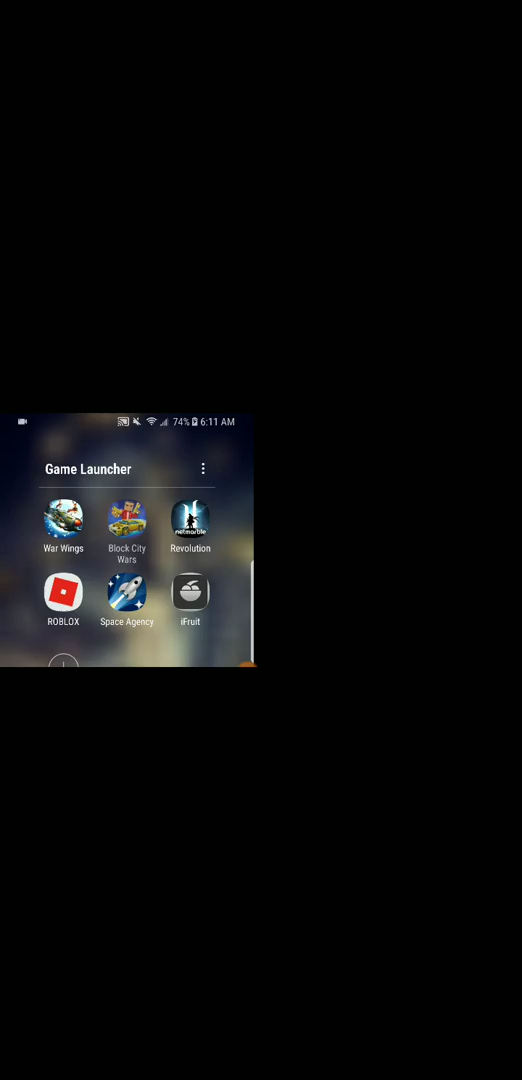 74% 6:11 AM
Game Launcher
War Wings
Block City
Wars
netmarble
Revolution
ROBLOX
Space Agency
iFruit